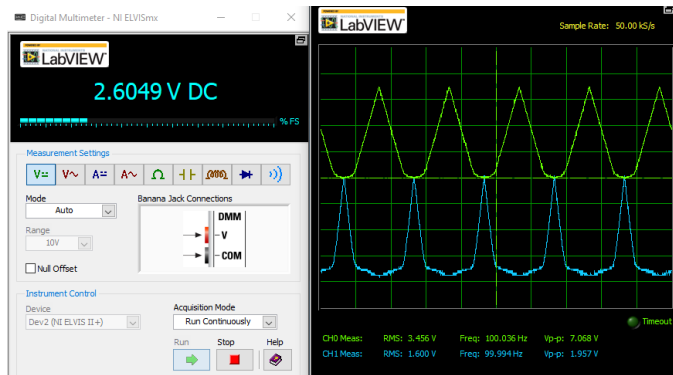 Digital Multimeter - NI ELVISmx
LabVIEW
2.6049 V DC
% FS
Measurement Settings
V= V~ A= A~ Ω
Mode
Auto
Banana Jack Connections
DMM
V
COM
Range
10V
Null Offset
Instrument Control
Device
Dev2 (NI ELVIS II+)
Acquisition Mode
Run Continuously
Run Stop Help
LabVIEW
Sample Rate: 50.00 kS/s
Timeout
CH0 Meas: RMS: 3.456 V Freq: 100.036 Hz Vp-p: 7.068 V
CH1 Meas: RMS: 1.600 V Freq: 99.994 Hz Vp-p: 1.957 V